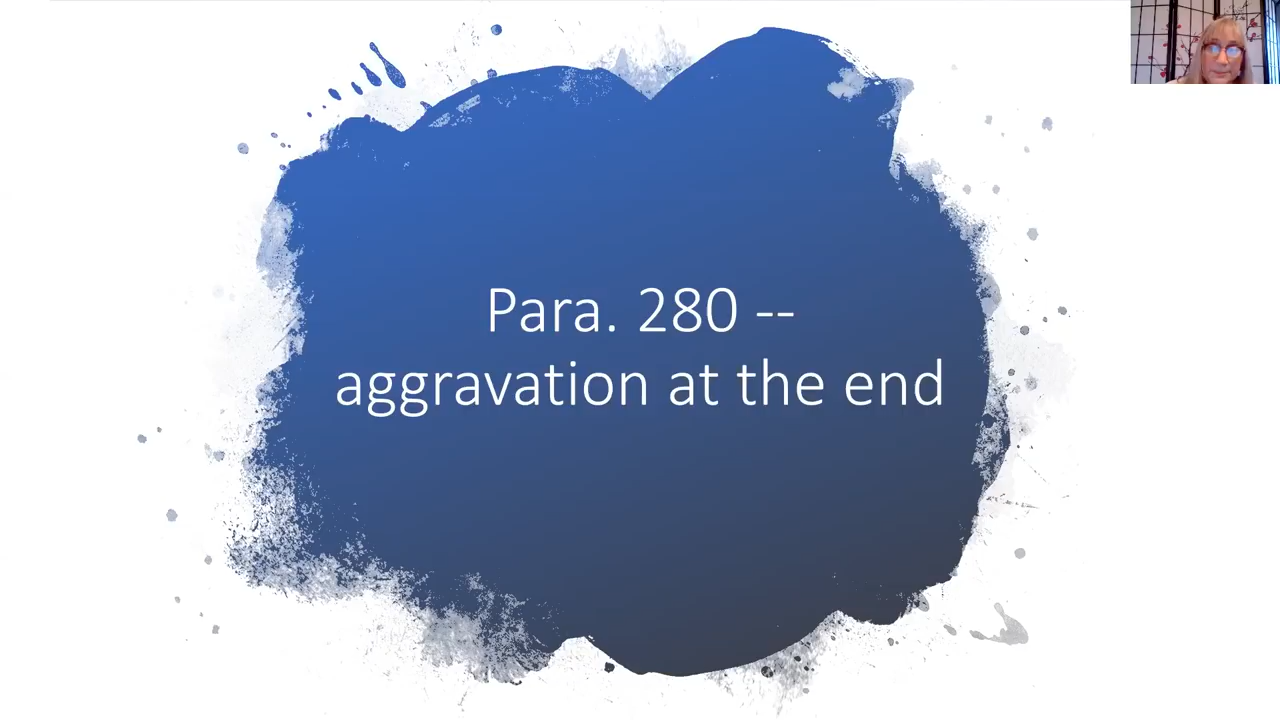 Para. 280 --
aggravation at the end